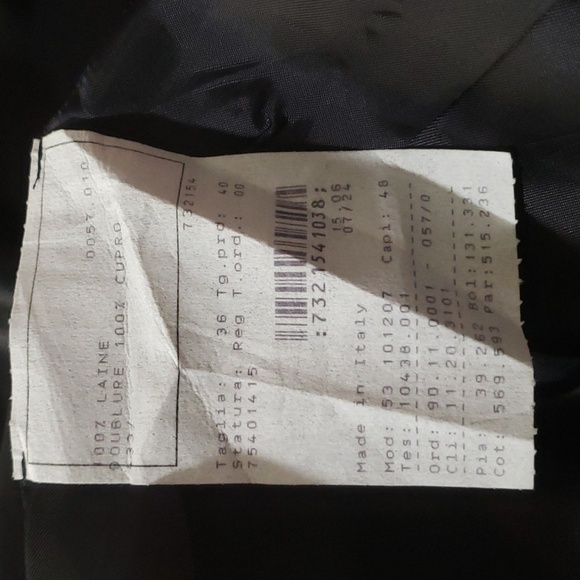 0057 010
100% LAINE
DOUBLURE 100% CUPRO
732154
Taglia: 36 Tg.pro: 40
Statura: Reg T.ord.: 00
75401415
:7321541038;
15 06
07/24
Made in Italy
Mod: 53 101207 Capi: 48
Tes: 10438.001
Ord: 90.11.0001 - 057/0
Cli: 11.20.3101
Pia: 39.262 Bol:131.331
Cot: 569.593 Par:515.236